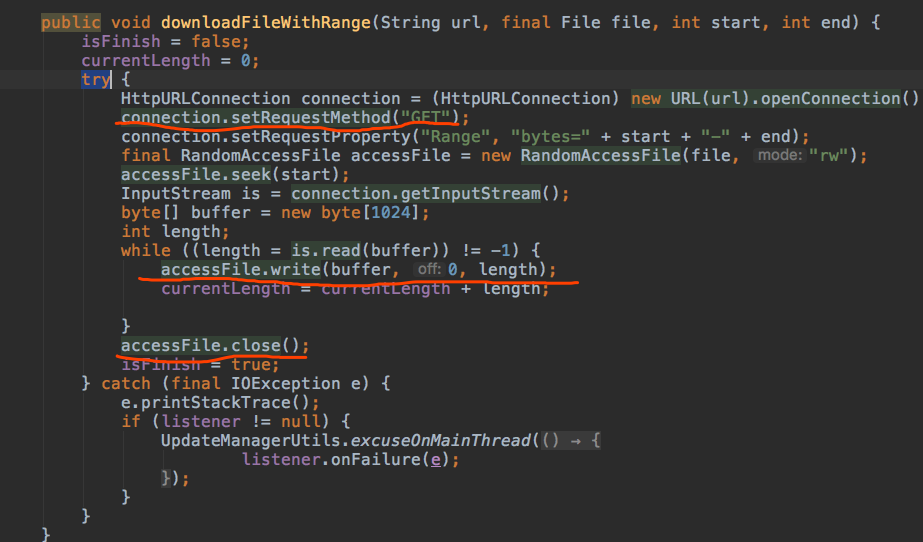 public void downloadFileWithRange(String url, final File file, int start, int end) {
isFinish = false;
currentLength = 0;
try {
HttpURLConnection connection = (HttpURLConnection) new URL(url).openConnection()
connection.setRequestMethod("GET");
connection.setRequestProperty("Range", "bytes=" + start + "-" + end);
final RandomAccessFile accessFile = new RandomAccessFile(file, mode: "rw");
accessFile.seek(start);
InputStream is = connection.getInputStream();
byte[] buffer = new byte[1024];
int length;
while ((length = is.read(buffer)) != -1) {
accessFile.write(buffer, off: 0, length);
currentLength = currentLength + length;
}
accessFile.close();
isFinish = true;
} catch (final IOException e) {
e.printStackTrace();
if (listener != null) {
UpdateManagerUtils.excuseOnMainThread(() → {
listener.onFailure(e);
});
}
}
}